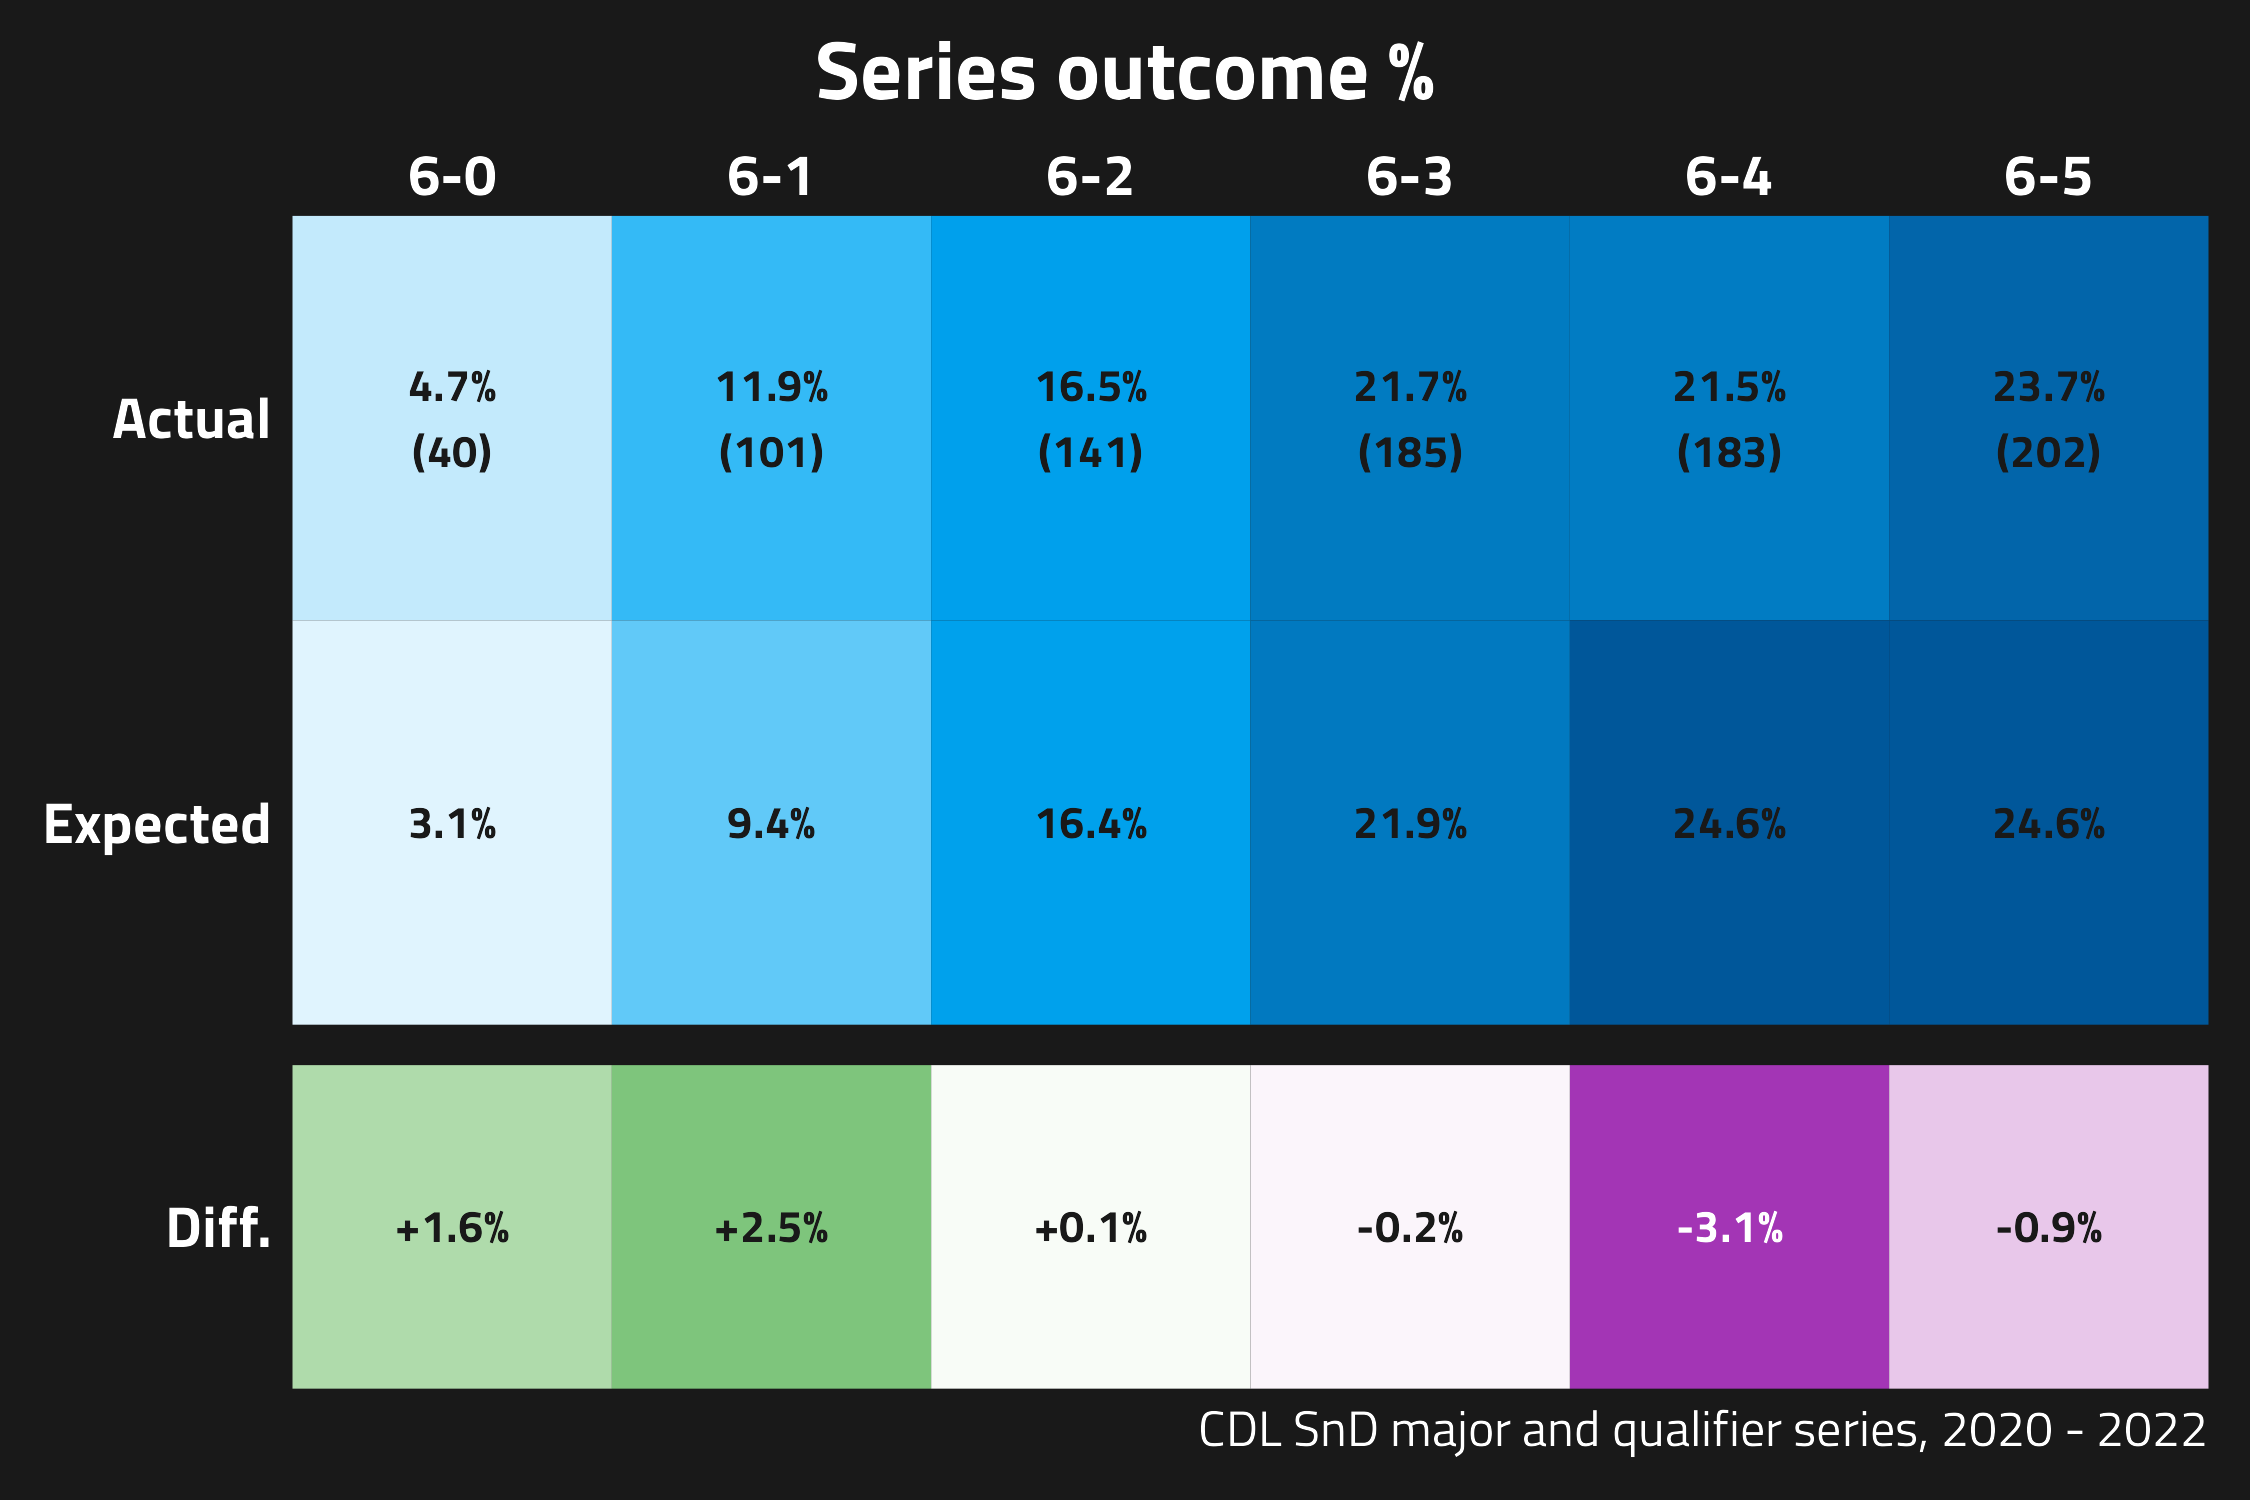 Series outcome %
6-0 6-1 6-2 6-3 6-4 6-5
Actual
4.7% 11.9% 16.5% 21.7% 21.5% 23.7%
(40) (101) (141) (185) (183) (202)
Expected 3.1% 9.4% 16.4% 21.9% 24.6% 24.6%
Diff. +1.6% +2.5% +0.1% -0.2% -3.1% -0.9%
CDL SnD major and qualifier series, 2020 - 2022